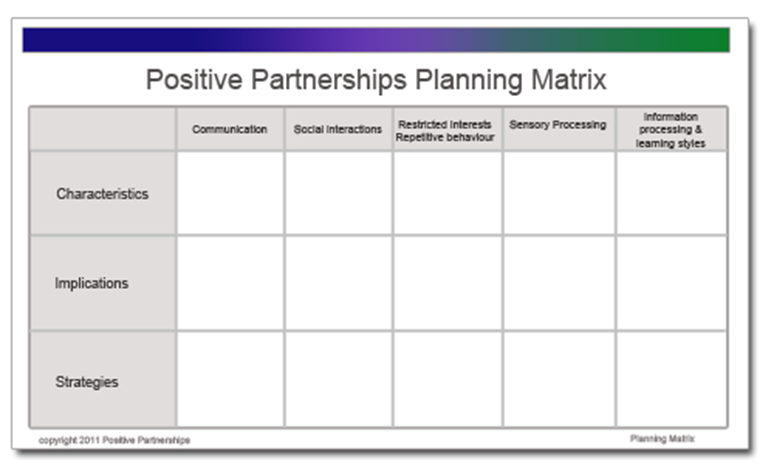 Positive Partnerships Planning Matrix
Communication
Social Interactions
Restricted Interests
Repetitive behaviour
Sensory Processing
Information
processing &
learning styles
Characteristics
Implications
Strategies
copyright 2011 Positive Partnerships
Planning Matrix